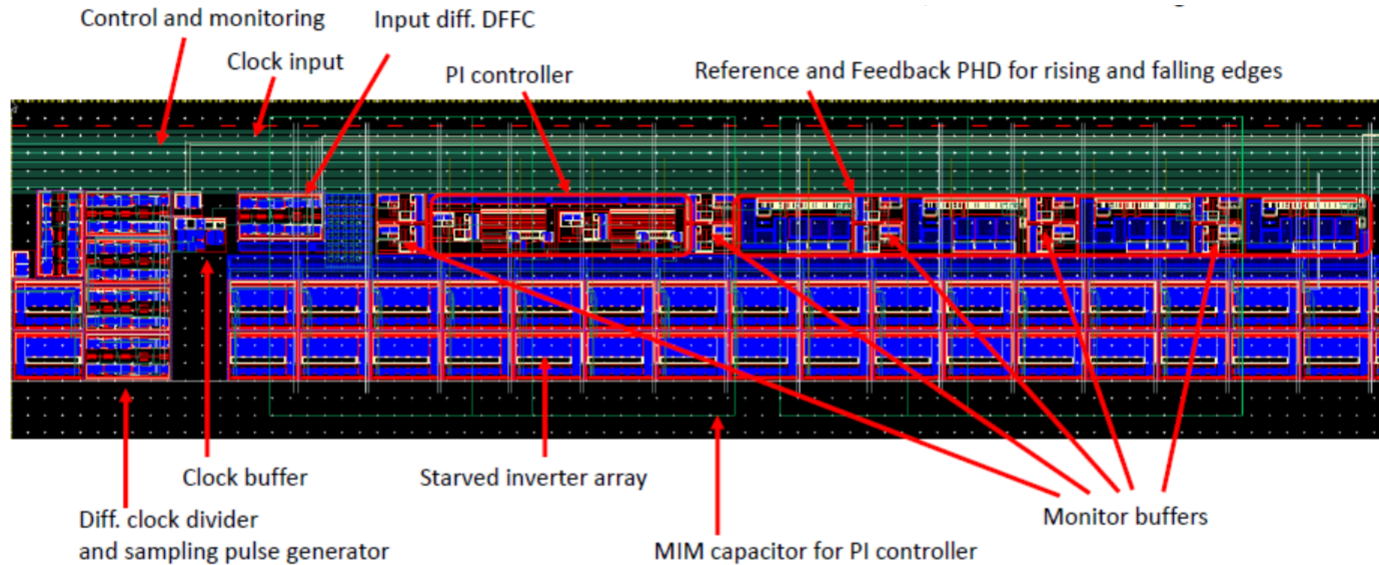 Control and monitoring
Input diff. DFFC
Clock input
PI controller
Reference and Feedback PHD for rising and falling edges
Clock buffer
Starved inverter array
Monitor buffers
Diff. clock divider
and sampling pulse generator
MIM capacitor for PI controller